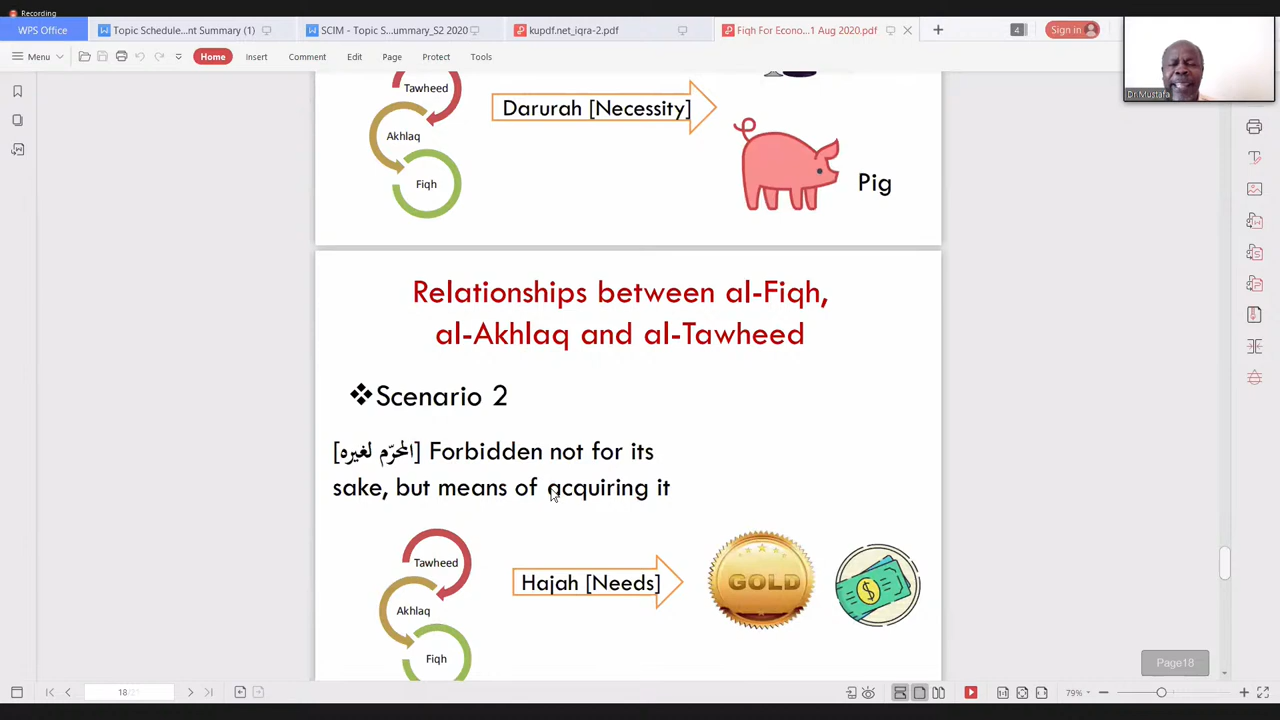 Recording
WPS Office
Topic Schedule...nt Summary (1)
SCIM - Topic S...ummary_S2 2020
kupdf.net_iqra-2.pdf
Fiqh For Econo...1 Aug 2020.pdf
4
Sign in
Menu
Home
Insert
Comment
Edit
Page
Protect
Tools
Dr.Mustafa
Tawheed
Akhlaq
Fiqh
Darurah [Necessity]
Pig
Relationships between al-Fiqh,
al-Akhlaq and al-Tawheed
❖Scenario 2
[المحرّم لغيره] Forbidden not for its
sake, but means of acquiring it
Tawheed
Akhlaq
Fiqh
Hajah [Needs]
GOLD
$
Page18
79%